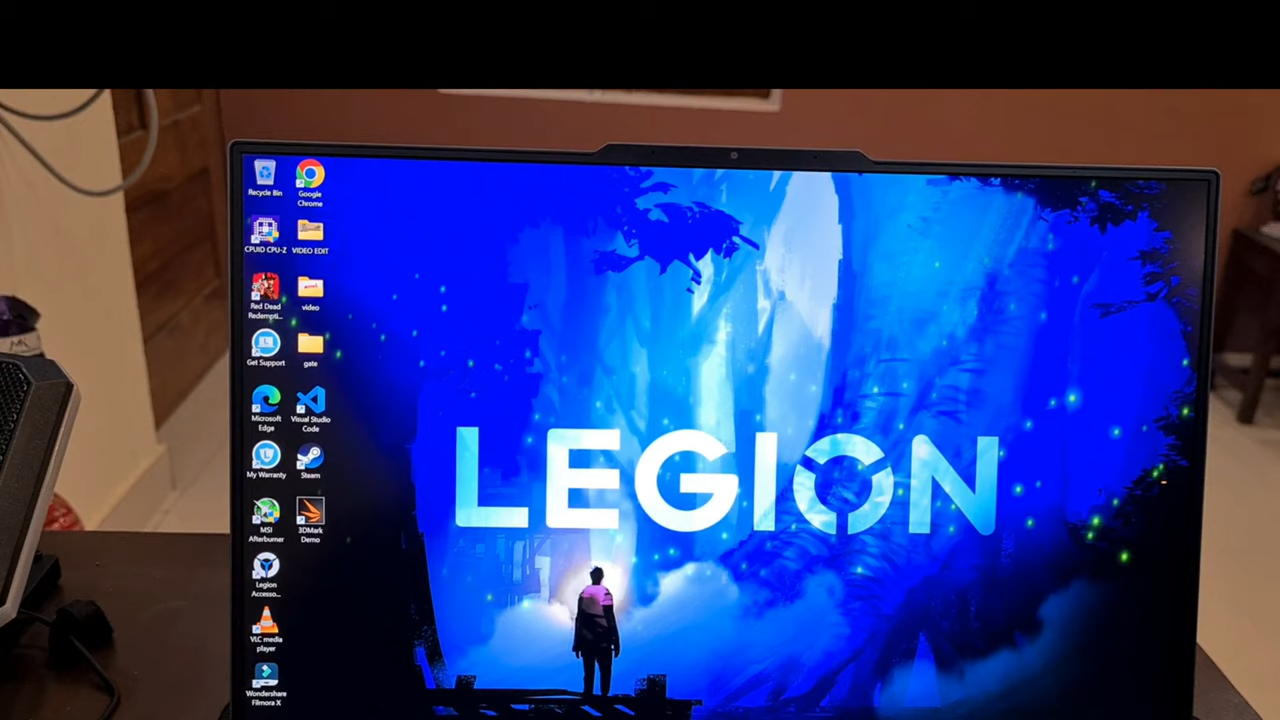 Recycle Bin
Google
Chrome
CPUID CPU-Z
VIDEO EDIT
Red Dead
Redempti...
video
Get Support
gate
Microsoft
Edge
Visual Studio
Code
My Warranty
Steam
MSI
Afterburner
3DMark
Demo
Legion
Accesso...
VLC media
player
Wondershare
Filmora X
LEGION